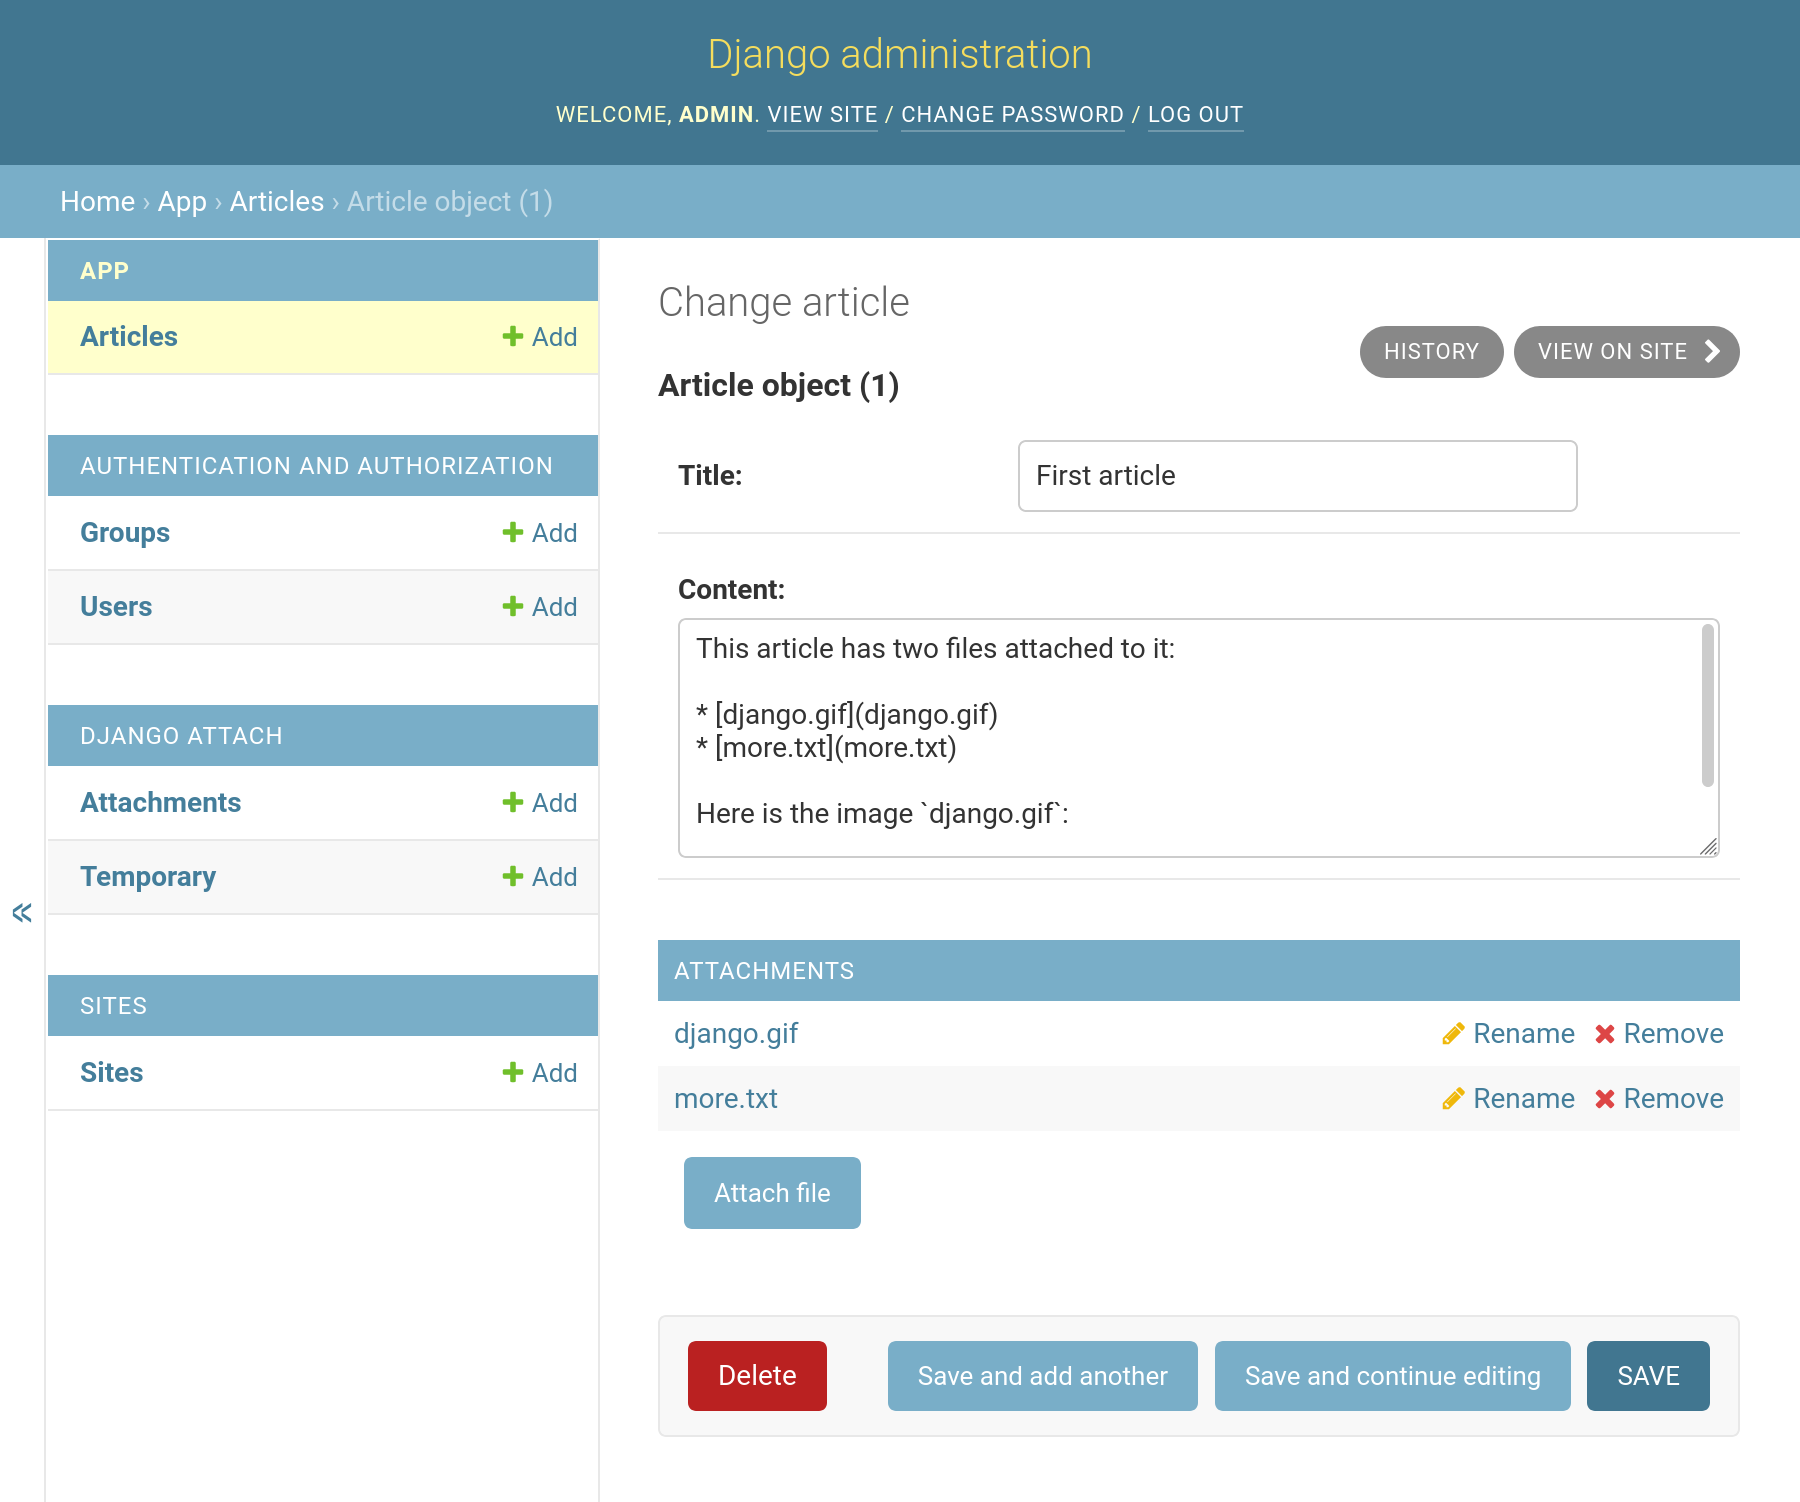 Django administration
WELCOME, ADMIN. VIEW SITE / CHANGE PASSWORD / LOG OUT
Home › App › Articles › Article object (1)
APP
Articles Add
AUTHENTICATION AND AUTHORIZATION
Groups Add
Users Add
DJANGO ATTACH
Attachments Add
Temporary Add
SITES
Sites Add
«
Change article
HISTORY VIEW ON SITE
Article object (1)
Title: First article
Content:
This article has two files attached to it:
* [django.gif](django.gif)
* [more.txt](more.txt)
Here is the image `django.gif`:
ATTACHMENTS
django.gif Rename Remove
more.txt Rename Remove
Attach file
Delete Save and add another Save and continue editing SAVE